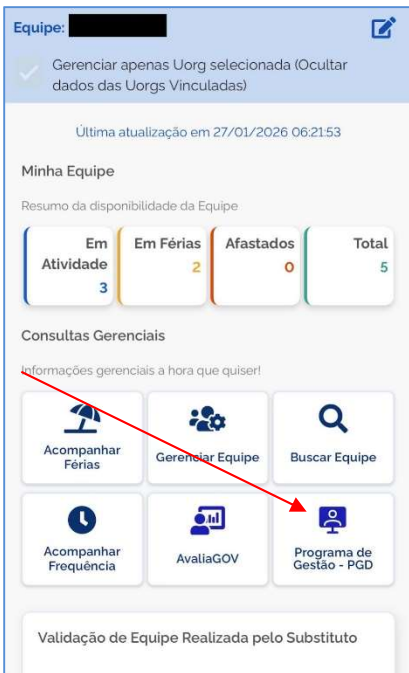 Equipe:
Gerenciar apenas Uorg selecionada (Ocultar
dados das Uorgs Vinculadas)
Última atualização em 27/01/2026 06:21:53
Minha Equipe
Resumo da disponibilidade da Equipe
Em
Atividade
3
Em Férias
2
Afastados
0
Total
5
Consultas Gerenciais
Informações gerenciais a hora que quiser!
Acompanhar
Férias
Gerenciar Equipe
Buscar Equipe
Acompanhar
Frequência
AvaliaGOV
Programa de
Gestão - PGD
Validação de Equipe Realizada pelo Substituto